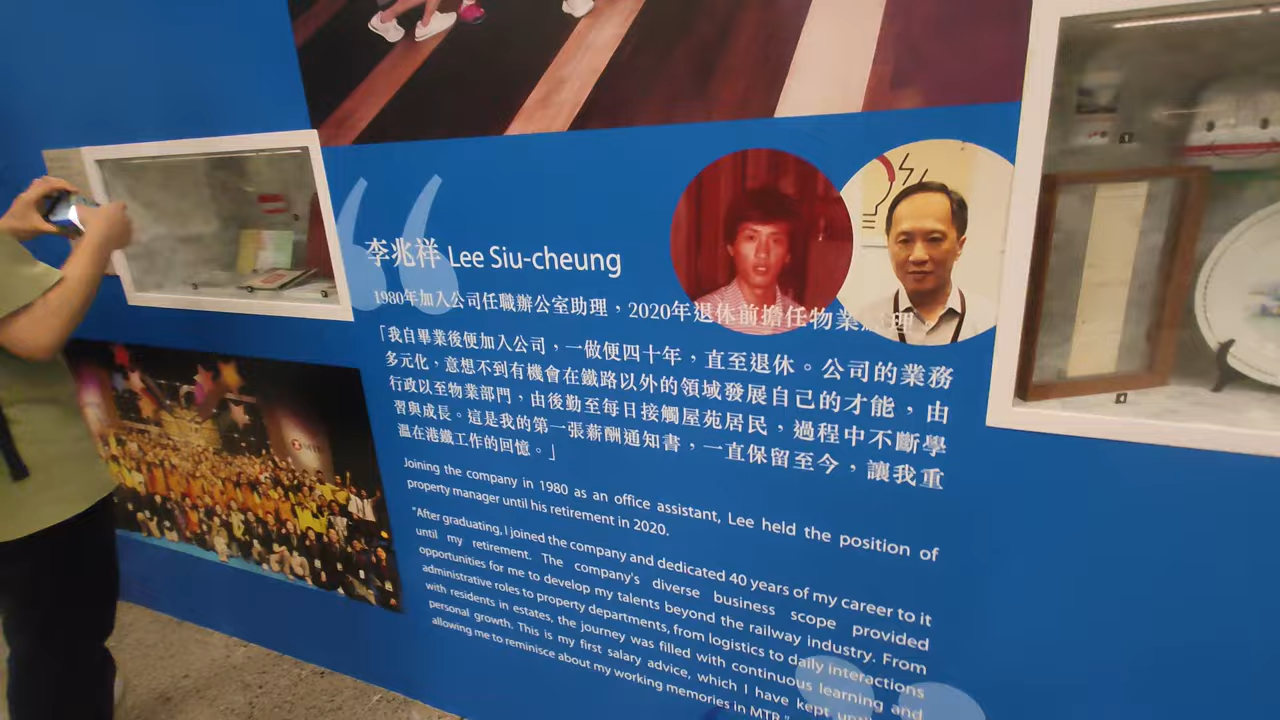 李兆祥 Lee Siu-cheung
1980年加入公司任職辦公室助理，2020年退休前擔任物業經理
「我自畢業後便加入公司，一做便四十年，直至退休。公司的業務
多元化，意想不到有機會在鐵路以外的領域發展自己的才能，由
行政以至物業部門，由後勤至每日接觸屋苑居民，過程中不斷學
習與成長。這是我的第一張薪酬通知書，一直保留至今，讓我重
溫在港鐵工作的回憶。」
Joining the company in 1980 as an office assistant, Lee held the position of
property manager until his retirement in 2020.
"After graduating, I joined the company and dedicated 40 years of my career to it
until my retirement. The company's diverse business scope provided
opportunities for me to develop my talents beyond the railway industry. From
administrative roles to property departments, from logistics to daily interactions
with residents in estates, the journey was filled with continuous learning and
personal growth. This is my first salary advice, which I have kept
allowing me to reminisce about my working memories in MTR."